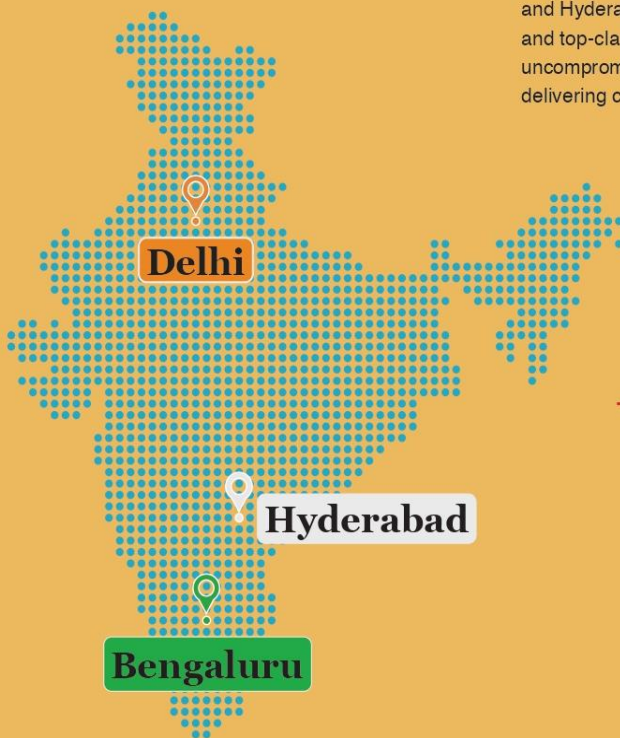 and Hydera
and top-cla
uncomprom
delivering c
Delhi
Hyderabad
Bengaluru